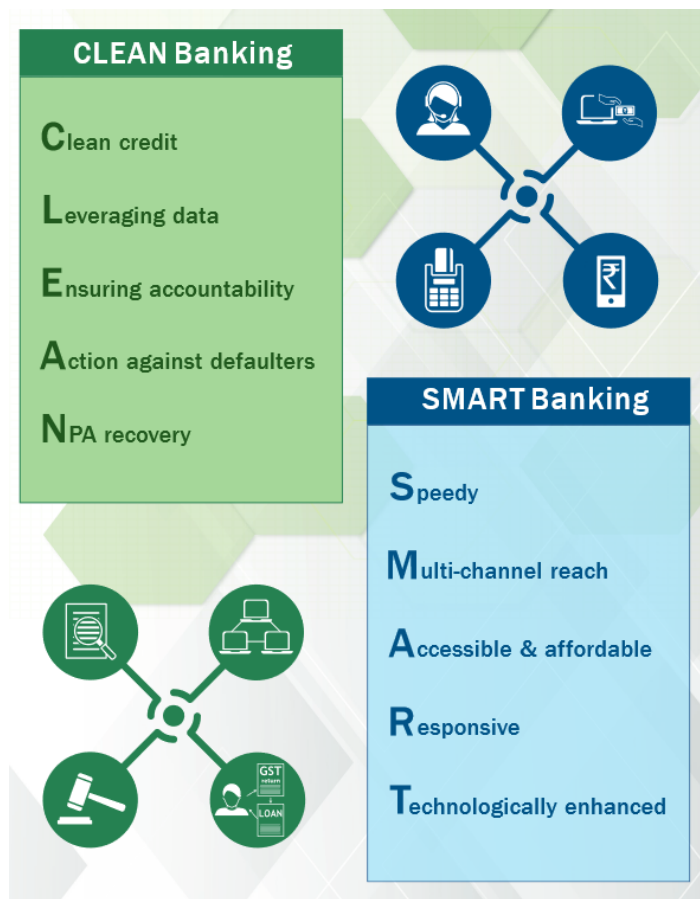 CLEAN Banking
Clean credit
Leveraging data
Ensuring accountability
Action against defaulters
NPA recovery
₹
SMART Banking
Speedy
Multi-channel reach
Accessible & affordable
Responsive
Technologically enhanced
GST
return
LOAN